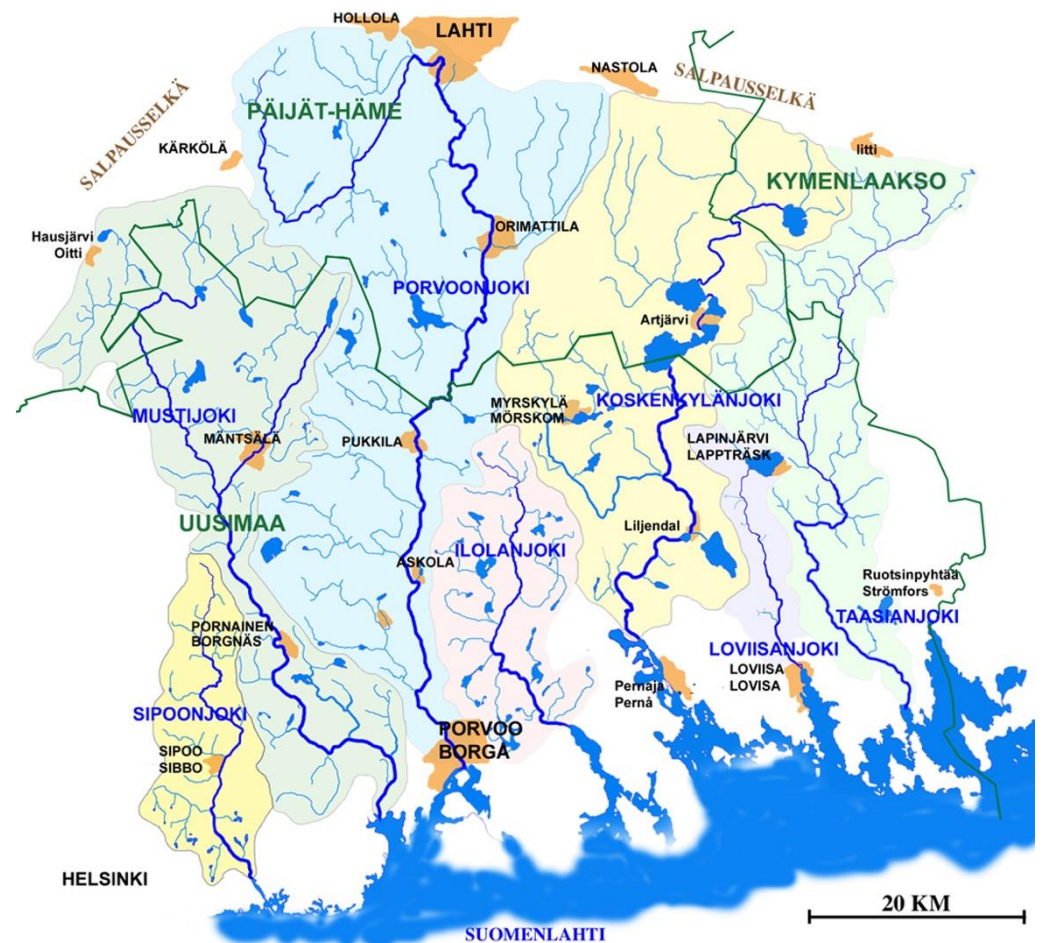 HOLLOLA
LAHTI
NASTOLA
SALPAUSSELKÄ
SALPAUSSELKÄ
PÄIJÄT-HÄME
KÄRKÖLÄ
Iitti
KYMENLAAKSO
Hausjärvi
Oitti
ORIMATTILA
PORVOONJOKI
Artjärvi
MUSTIJOKI
MYRSKYLÄ
MÖRSKOM
KOSKENKYLÄNJOKI
MÄNTSÄLÄ
PUKKILA
LAPINJÄRVI
LAPPTRÄSK
UUSIMAA
Liljendal
ILOLANJOKI
ASKOLA
Ruotsinpyhtää
Strömfors
TAASIANJOKI
PORNAINEN
BORGNÄS
LOVIISANJOKI
LOVIISA
LOVISA
Pernaja
Pernå
SIPOONJOKI
PORVOO
BORGÅ
SIPOO
SIBBO
HELSINKI
20 KM
SUOMENLAHTI